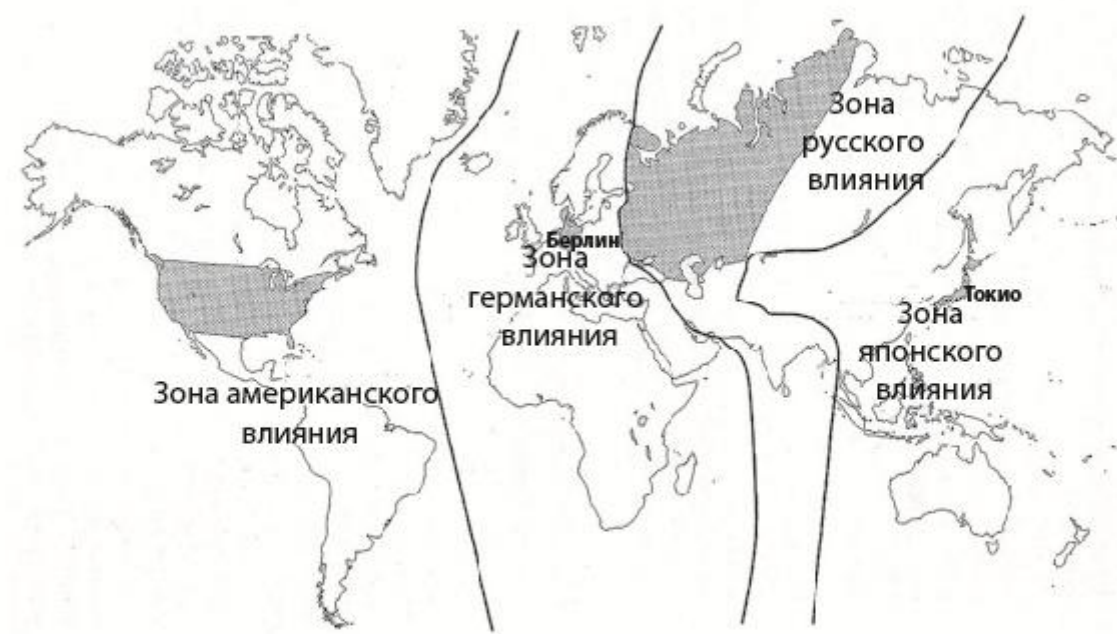 Зона
русского
влияния
Берлин
Зона
германского
влияния
Токио
Зона
японского
влияния
Зона американского
влияния